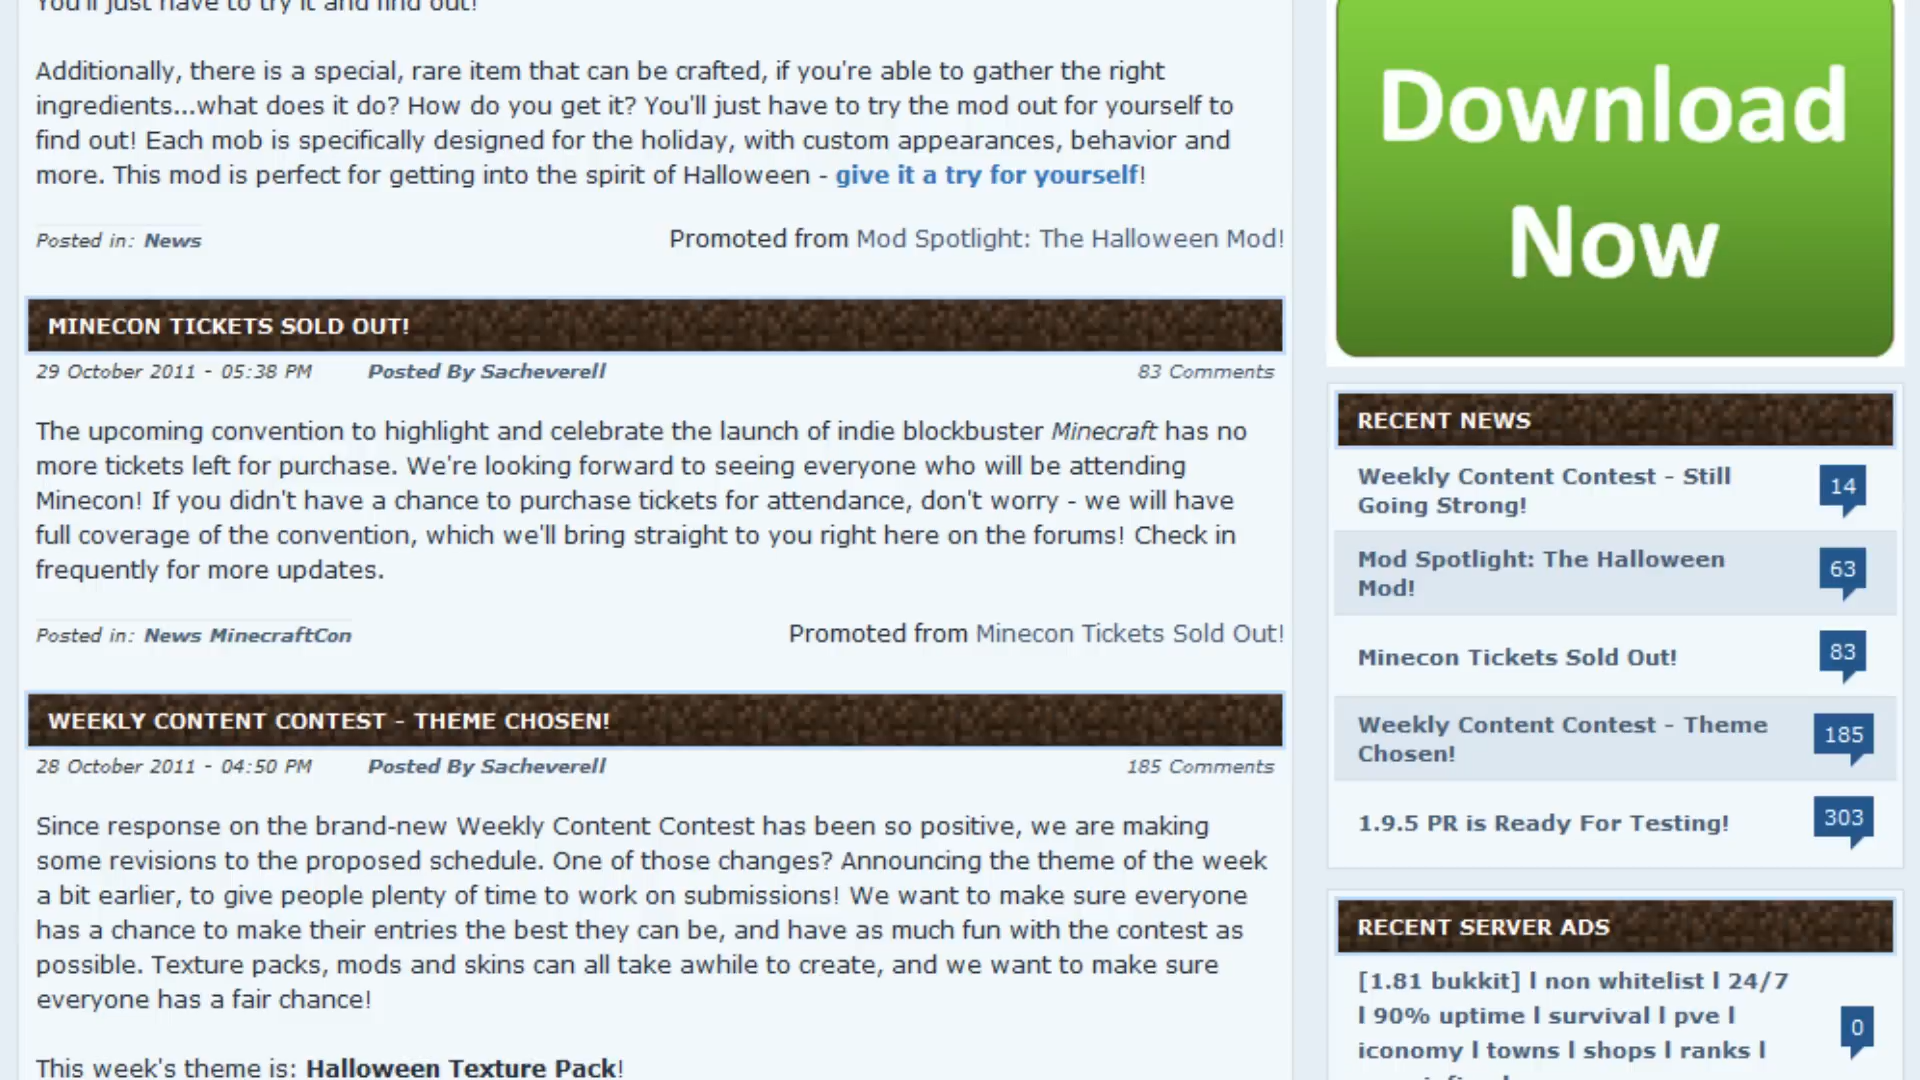 You'll just have to try it and find out!
Additionally, there is a special, rare item that can be crafted, if you're able to gather the right
ingredients...what does it do? How do you get it? You'll just have to try the mod out for yourself to
find out! Each mob is specifically designed for the holiday, with custom appearances, behavior and
more. This mod is perfect for getting into the spirit of Halloween - give it a try for yourself!
Posted in: News
Promoted from Mod Spotlight: The Halloween Mod!
MINECON TICKETS SOLD OUT!
29 October 2011 - 05:38 PM Posted By Sacheverell 83 Comments
The upcoming convention to highlight and celebrate the launch of indie blockbuster Minecraft has no
more tickets left for purchase. We're looking forward to seeing everyone who will be attending
Minecon! If you didn't have a chance to purchase tickets for attendance, don't worry - we will have
full coverage of the convention, which we'll bring straight to you right here on the forums! Check in
frequently for more updates.
Posted in: News MinecraftCon
Promoted from Minecon Tickets Sold Out!
WEEKLY CONTENT CONTEST - THEME CHOSEN!
28 October 2011 - 04:50 PM Posted By Sacheverell 185 Comments
Since response on the brand-new Weekly Content Contest has been so positive, we are making
some revisions to the proposed schedule. One of those changes? Announcing the theme of the week
a bit earlier, to give people plenty of time to work on submissions! We want to make sure everyone
has a chance to make their entries the best they can be, and have as much fun with the contest as
possible. Texture packs, mods and skins can all take awhile to create, and we want to make sure
everyone has a fair chance!
This week's theme is: Halloween Texture Pack!
Download
Now
RECENT NEWS
Weekly Content Contest - Still
Going Strong!
14
Mod Spotlight: The Halloween
Mod!
63
Minecon Tickets Sold Out!
83
Weekly Content Contest - Theme
Chosen!
185
1.9.5 PR is Ready For Testing!
303
RECENT SERVER ADS
[1.81 bukkit] l non whitelist l 24/7
l 90% uptime l survival l pve l
iconomy l towns l shops l ranks l
0